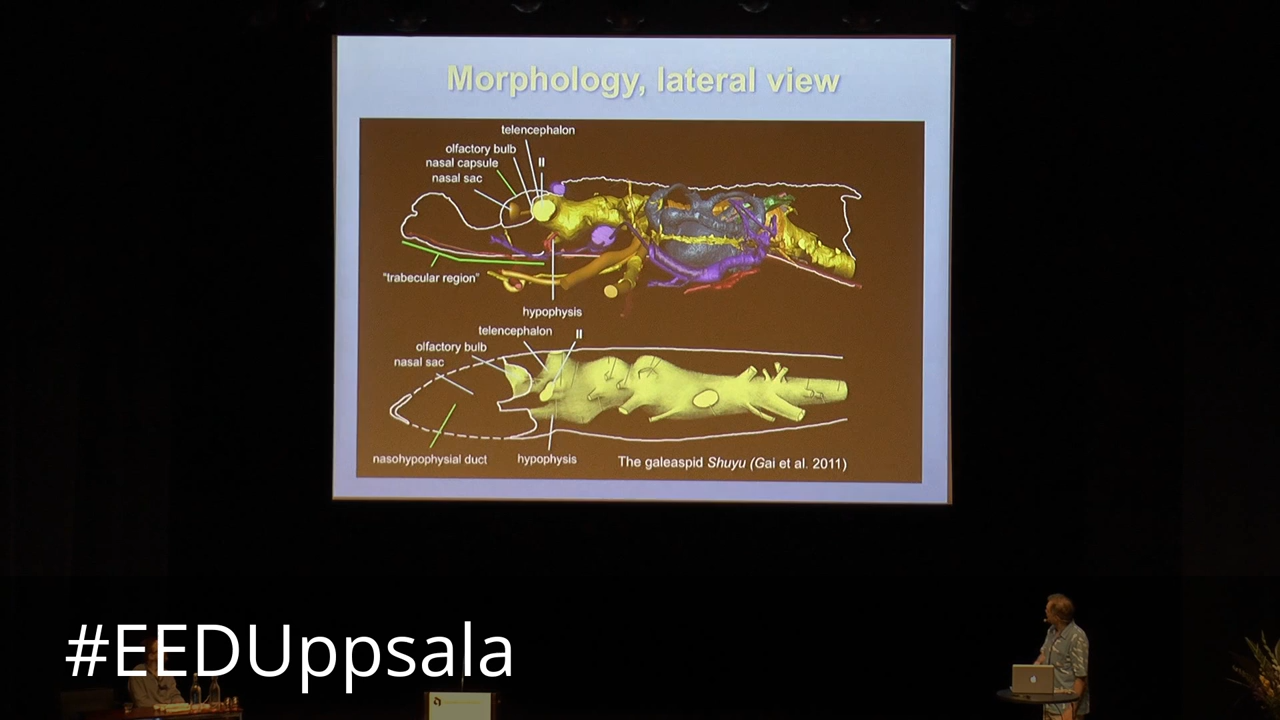 Morphology, lateral view
telencephalon
olfactory bulb
II
nasal capsule
nasal sac
"trabecular region"
hypophysis
telencephalon
II
olfactory bulb
nasal sac
nasohypophysial duct
hypophysis
The galeaspid Shuyu (Gai et al. 2011)
#EEDUppsala